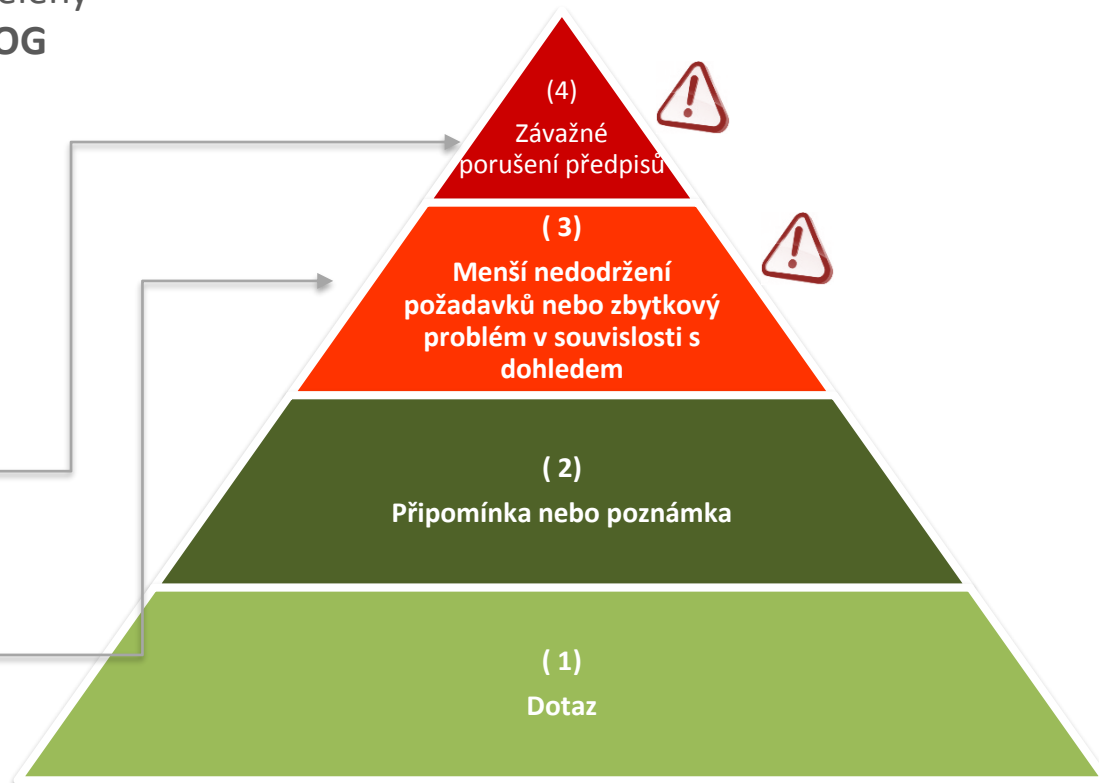 (4)
Závažné
porušení předpisů
( 3)
Menší nedodržení
požadavků nebo zbytkový
problém v souvislosti s
dohledem
( 2)
Připomínka nebo poznámka
( 1)
Dotaz